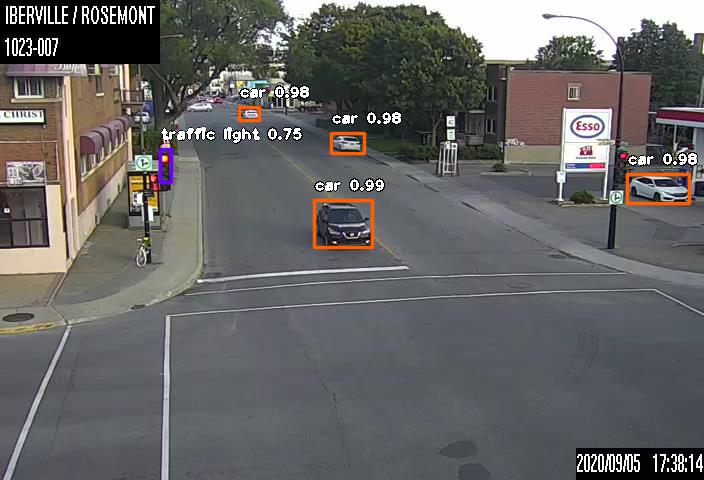 IBERVILLE / ROSEMONT
1023-007
car 0.98
car 0.98
traffic light 0.75
CHRIST
Esso
car 0.98
car 0.99
2020/09/05 17:38:14